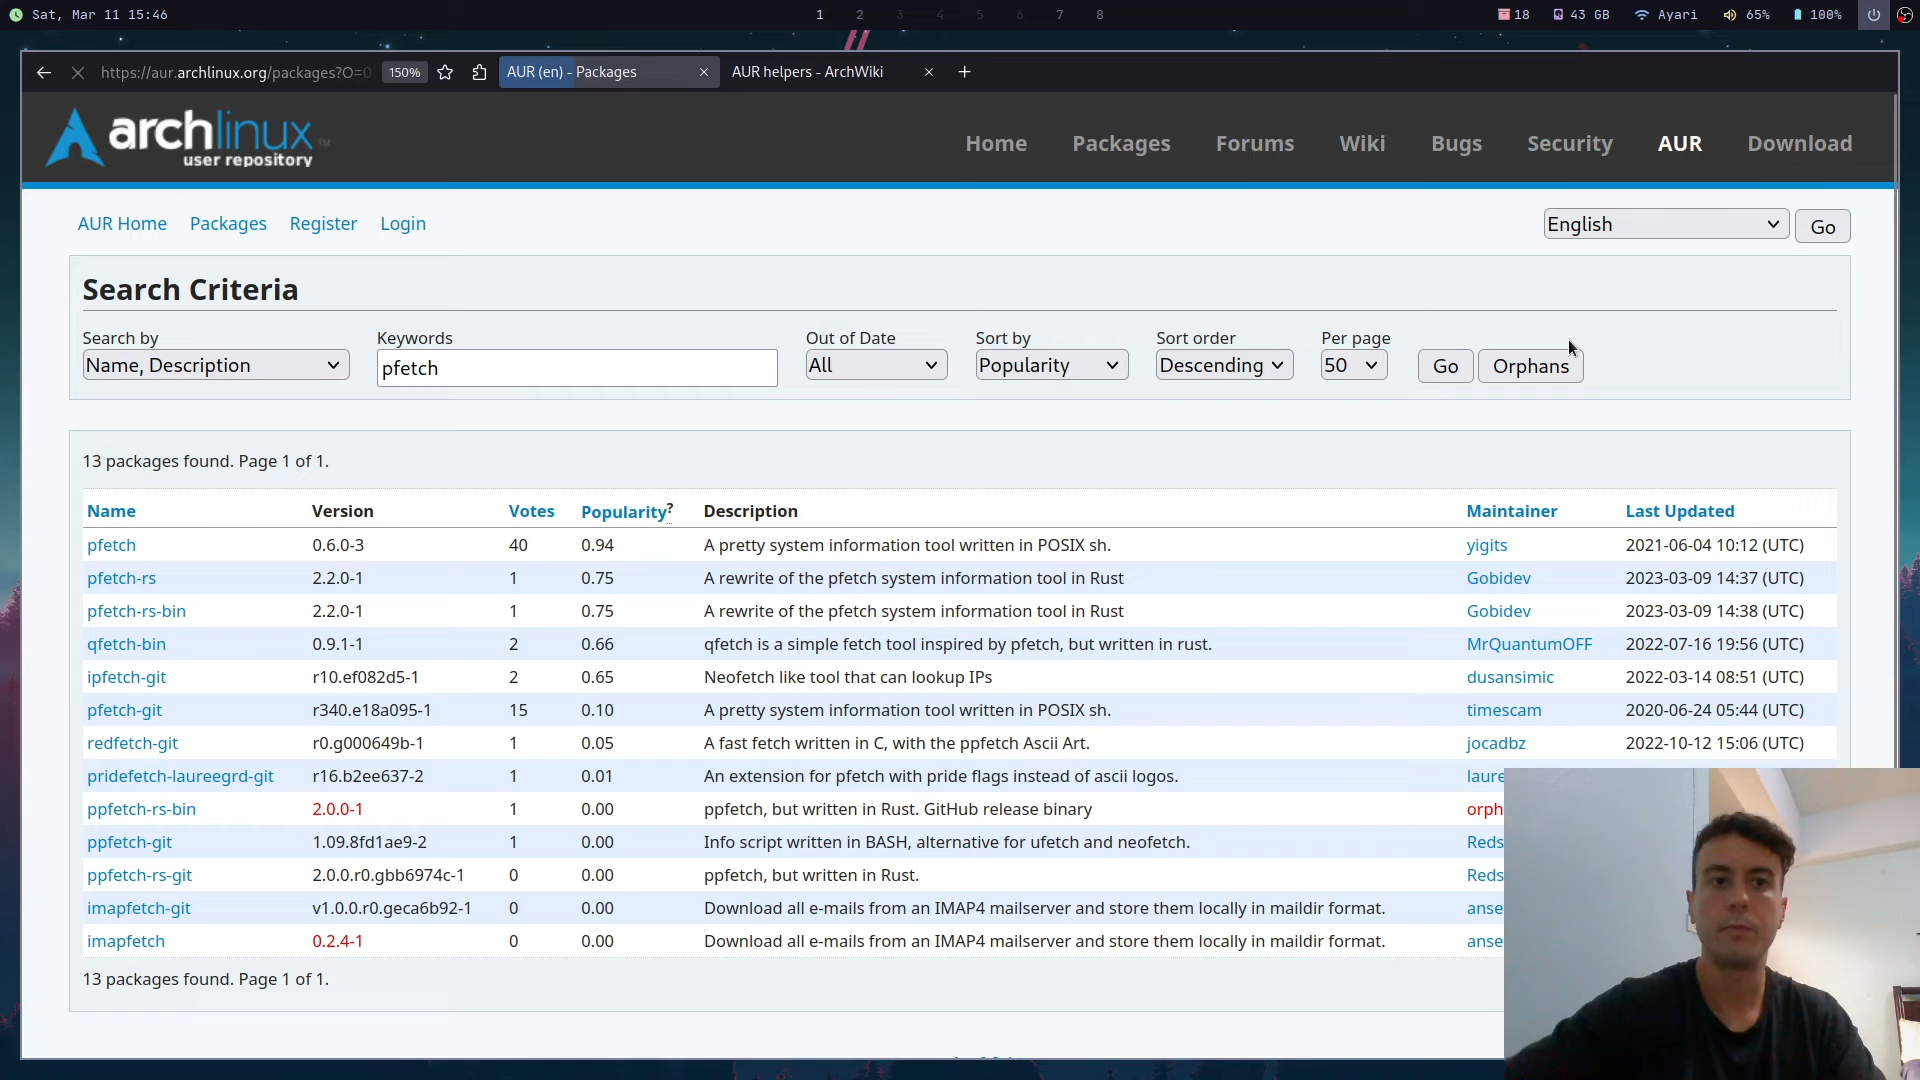 Sat, Mar 11 15:46 1 2 3 4 5 6 7 8 18 43 GB Ayari 65% 100%
https://aur.archlinux.org/packages?O=0 150% AUR (en) - Packages AUR helpers - ArchWiki
archlinux™
user repository
Home Packages Forums Wiki Bugs Security AUR Download
AUR Home Packages Register Login English Go
Search Criteria
Search by Keywords Out of Date Sort by Sort order Per page
Name, Description pfetch All Popularity Descending 50 Go Orphans
13 packages found. Page 1 of 1.
Name Version Votes Popularity? Description Maintainer Last Updated
pfetch 0.6.0-3 40 0.94 A pretty system information tool written in POSIX sh. yigits 2021-06-04 10:12 (UTC)
pfetch-rs 2.2.0-1 1 0.75 A rewrite of the pfetch system information tool in Rust Gobidev 2023-03-09 14:37 (UTC)
pfetch-rs-bin 2.2.0-1 1 0.75 A rewrite of the pfetch system information tool in Rust Gobidev 2023-03-09 14:38 (UTC)
qfetch-bin 0.9.1-1 2 0.66 qfetch is a simple fetch tool inspired by pfetch, but written in rust. MrQuantumOFF 2022-07-16 19:56 (UTC)
ipfetch-git r10.ef082d5-1 2 0.65 Neofetch like tool that can lookup IPs dusansimic 2022-03-14 08:51 (UTC)
pfetch-git r340.e18a095-1 15 0.10 A pretty system information tool written in POSIX sh. timescam 2020-06-24 05:44 (UTC)
redfetch-git r0.g000649b-1 1 0.05 A fast fetch written in C, with the ppfetch Ascii Art. jocadbz 2022-10-12 15:06 (UTC)
pridefetch-laureegrd-git r16.b2ee637-2 1 0.01 An extension for pfetch with pride flags instead of ascii logos. laure
ppfetch-rs-bin 2.0.0-1 1 0.00 ppfetch, but written in Rust. GitHub release binary orph
ppfetch-git 1.09.8fd1ae9-2 1 0.00 Info script written in BASH, alternative for ufetch and neofetch. Reds
ppfetch-rs-git 2.0.0.r0.gbb6974c-1 0 0.00 ppfetch, but written in Rust. Reds
imapfetch-git v1.0.0.r0.geca6b92-1 0 0.00 Download all e-mails from an IMAP4 mailserver and store them locally in maildir format. anse
imapfetch 0.2.4-1 0 0.00 Download all e-mails from an IMAP4 mailserver and store them locally in maildir format. anse
13 packages found. Page 1 of 1.